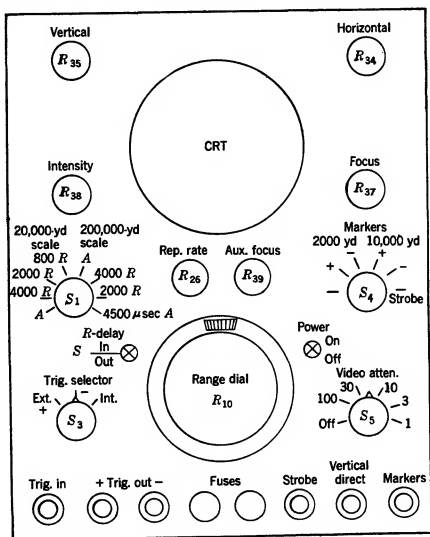 Vertical
Horizontal
R35
R34
CRT
Intensity
Focus
R38
R37
20,000-yd scale
200,000-yd scale
800 R
A
2000 R
4000 R
4000 R
2000 R
A
4500 μsec A
S1
Rep. rate
Aux. focus
R26
R39
Markers
2000 yd
10,000 yd
+
+
−
−
−
Strobe
S4
R-delay
S
In
Out
Power
On
Off
Range dial
R10
Trig. selector
Ext.
+
−
Int.
S3
Video atten.
30
10
100
3
Off
1
S5
Trig. in
+ Trig. out −
Fuses
Strobe
Vertical
direct
Markers